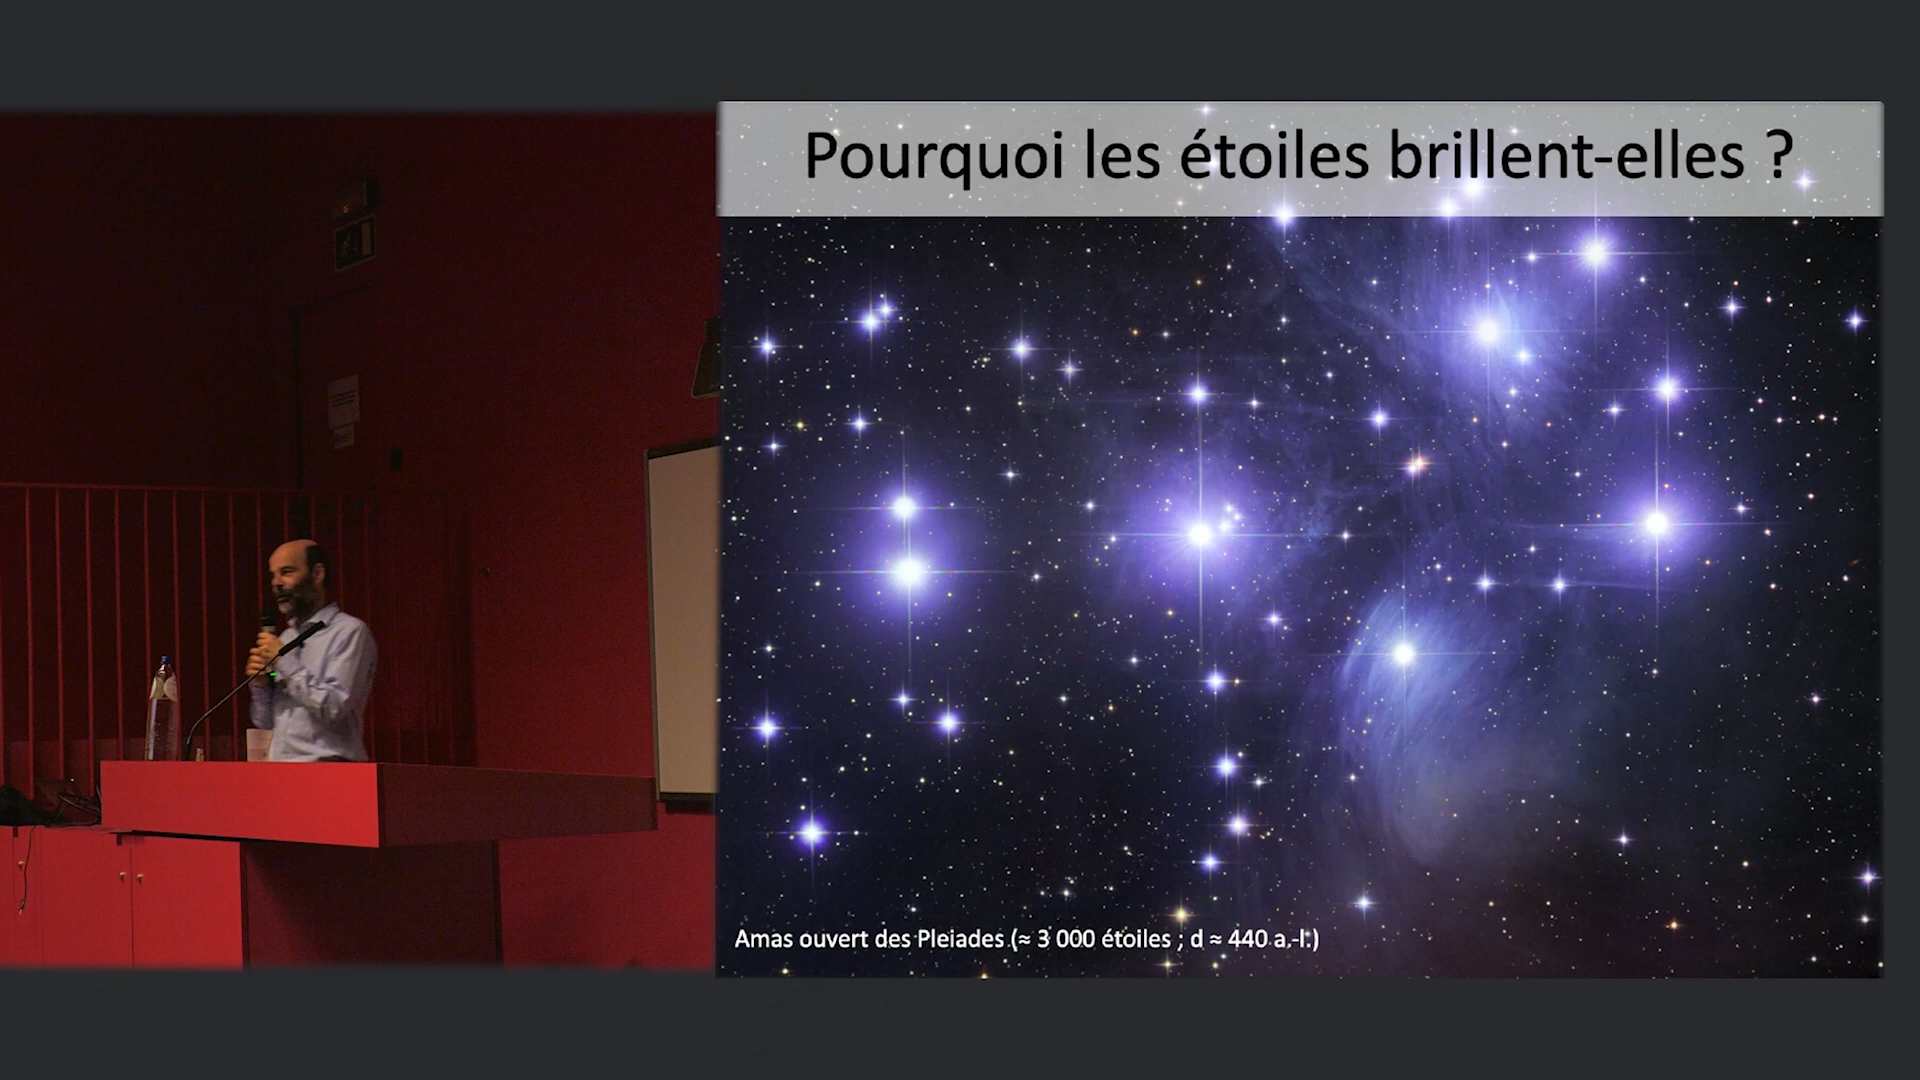 Pourquoi les étoiles brillent-elles ?
Amas ouvert des Pleiades (≈ 3 000 étoiles ; d ≈ 440 a.-l.)